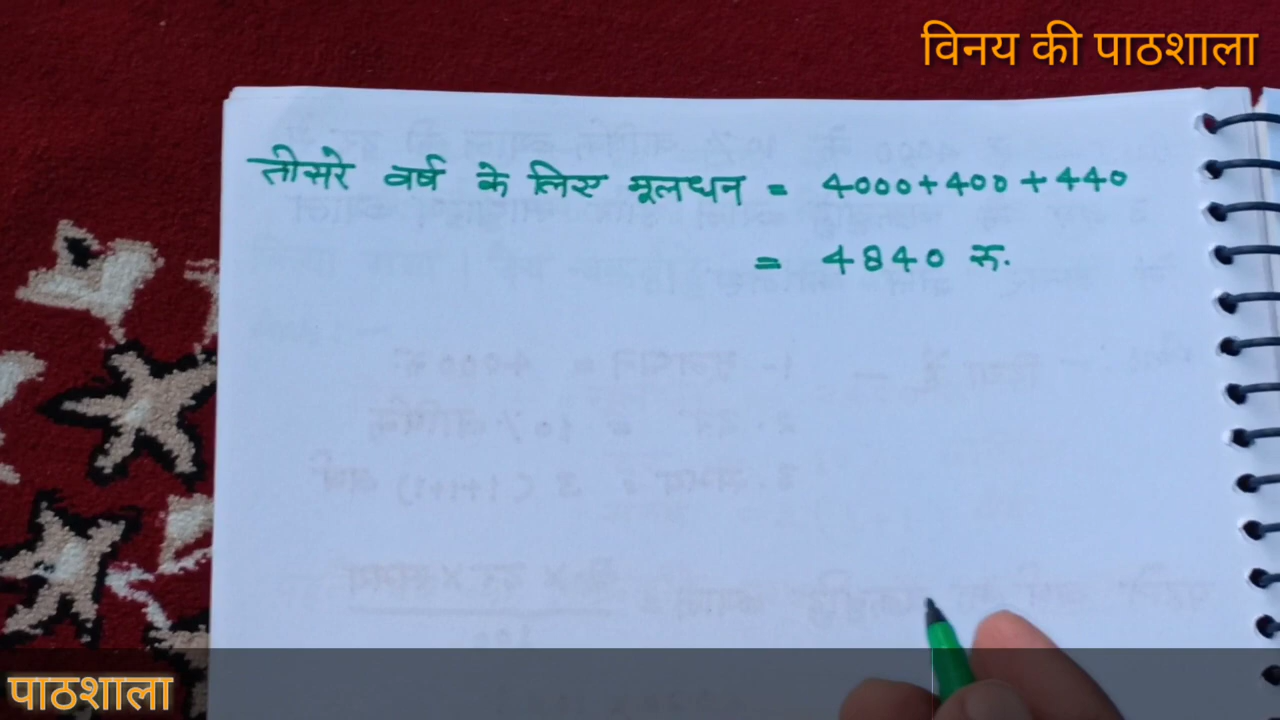 विनय की पाठशाला
तीसरे वर्ष के लिए मूलधन = 4000+400+440
= 4840 रु.
पाठशाला